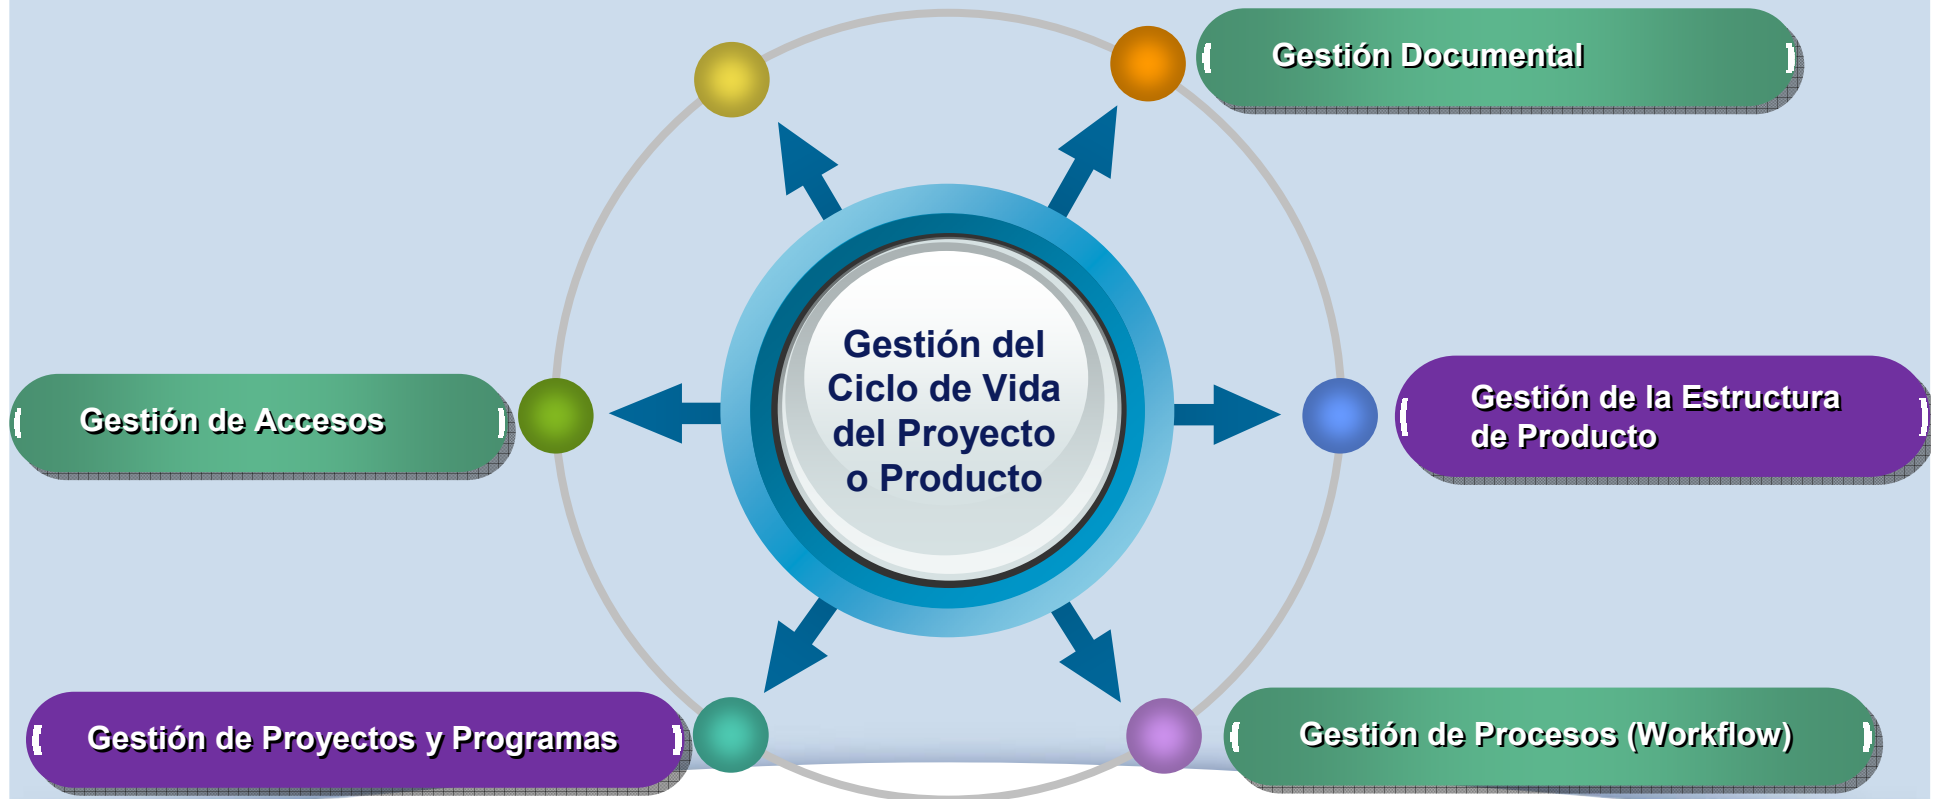 Gestión Documental
Gestión del
Ciclo de Vida
del Proyecto
o Producto
Gestión de Accesos
Gestión de la Estructura
de Producto
Gestión de Proyectos y Programas
Gestión de Procesos (Workflow)